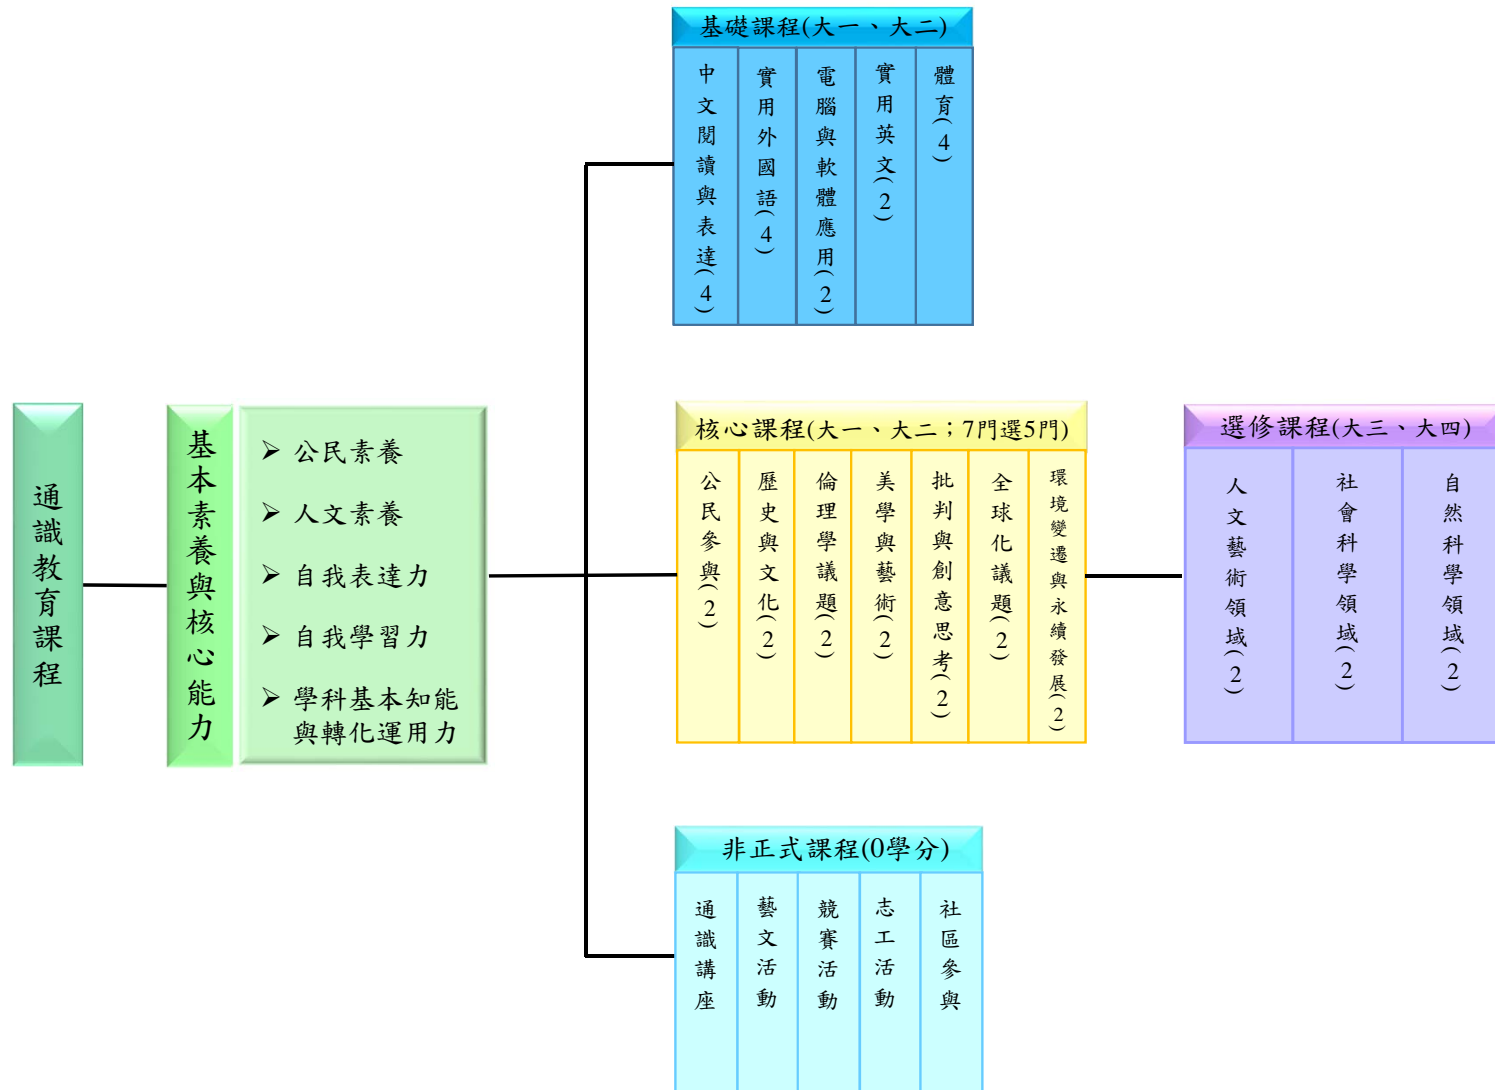 通識教育課程
基本素養與核心能力
➢ 公民素養
➢ 人文素養
➢ 自我表達力
➢ 自我學習力
➢ 學科基本知能
與轉化運用力
基礎課程(大一、大二)
中文閱讀與表達(4)
實用外國語(4)
電腦與軟體應用(2)
實用英文(2)
體育(4)
核心課程(大一、大二；7門選5門)
公民參與(2)
歷史與文化(2)
倫理學議題(2)
美學與藝術(2)
批判與創意思考(2)
全球化議題(2)
環境變遷與永續發展(2)
選修課程(大三、大四)
人文藝術領域(2)
社會科學領域(2)
自然科學領域(2)
非正式課程(0學分)
通識講座
藝文活動
競賽活動
志工活動
社區參與